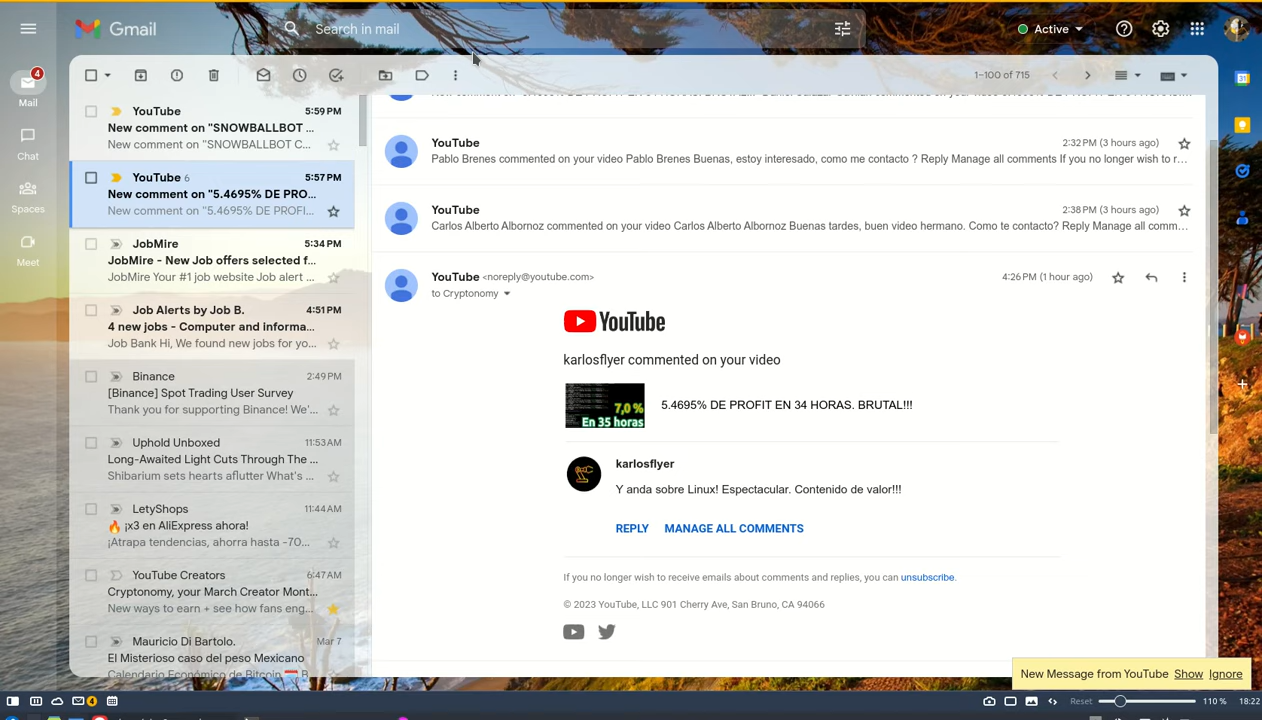 Gmail
Search in mail
Active
4
Mail
Chat
Spaces
Meet
1–100 of 715
YouTube 5:59 PM
New comment on "SNOWBALLBOT ...
New comment on "SNOWBALLBOT C...
YouTube 6 5:57 PM
New comment on "5.4695% DE PRO...
New comment on "5.4695% DE PROFI...
JobMire 5:34 PM
JobMire - New Job offers selected f...
JobMire Your #1 job website Job alert ...
Job Alerts by Job B. 4:51 PM
4 new jobs - Computer and informa...
Job Bank Hi, We found new jobs for yo...
Binance 2:49 PM
[Binance] Spot Trading User Survey
Thank you for supporting Binance! We'...
Uphold Unboxed 11:53 AM
Long-Awaited Light Cuts Through The ...
Shibarium sets hearts aflutter What's ...
LetyShops 11:44 AM
🔥 ¡x3 en AliExpress ahora!
¡Atrapa tendencias, ahorra hasta -70...
YouTube Creators 6:47 AM
Cryptonomy, your March Creator Mont...
New ways to earn + see how fans eng...
Mauricio Di Bartolo. Mar 7
El Misterioso caso del peso Mexicano
Calendario Económico de Bitcoin
YouTube 2:32 PM (3 hours ago)
Pablo Brenes commented on your video Pablo Brenes Buenas, estoy interesado, como me contacto ? Reply Manage all comments If you no longer wish to r...
YouTube 2:38 PM (3 hours ago)
Carlos Alberto Albornoz commented on your video Carlos Alberto Albornoz Buenas tardes, buen video hermano. Como te contacto? Reply Manage all comm...
YouTube <noreply@youtube.com> 4:26 PM (1 hour ago)
to Cryptonomy
YouTube
karlosflyer commented on your video
7,0 %
En 35 horas
5.4695% DE PROFIT EN 34 HORAS. BRUTAL!!!
karlosflyer
Y anda sobre Linux! Espectacular. Contenido de valor!!!
REPLY MANAGE ALL COMMENTS
If you no longer wish to receive emails about comments and replies, you can unsubscribe.
© 2023 YouTube, LLC 901 Cherry Ave, San Bruno, CA 94066
31
New Message from YouTube Show Ignore
4
Reset 110 % 18:22